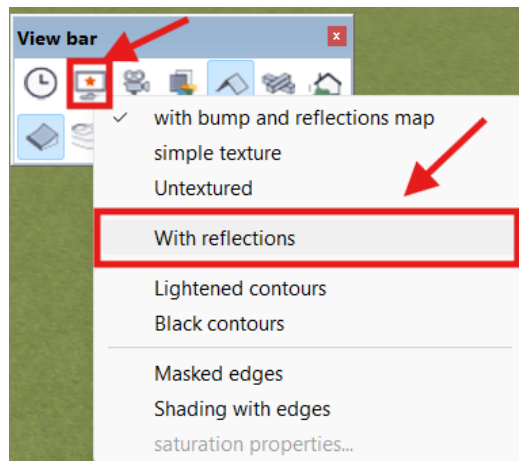 View bar
with bump and reflections map
simple texture
Untextured
With reflections
Lightened contours
Black contours
Masked edges
Shading with edges
saturation properties...